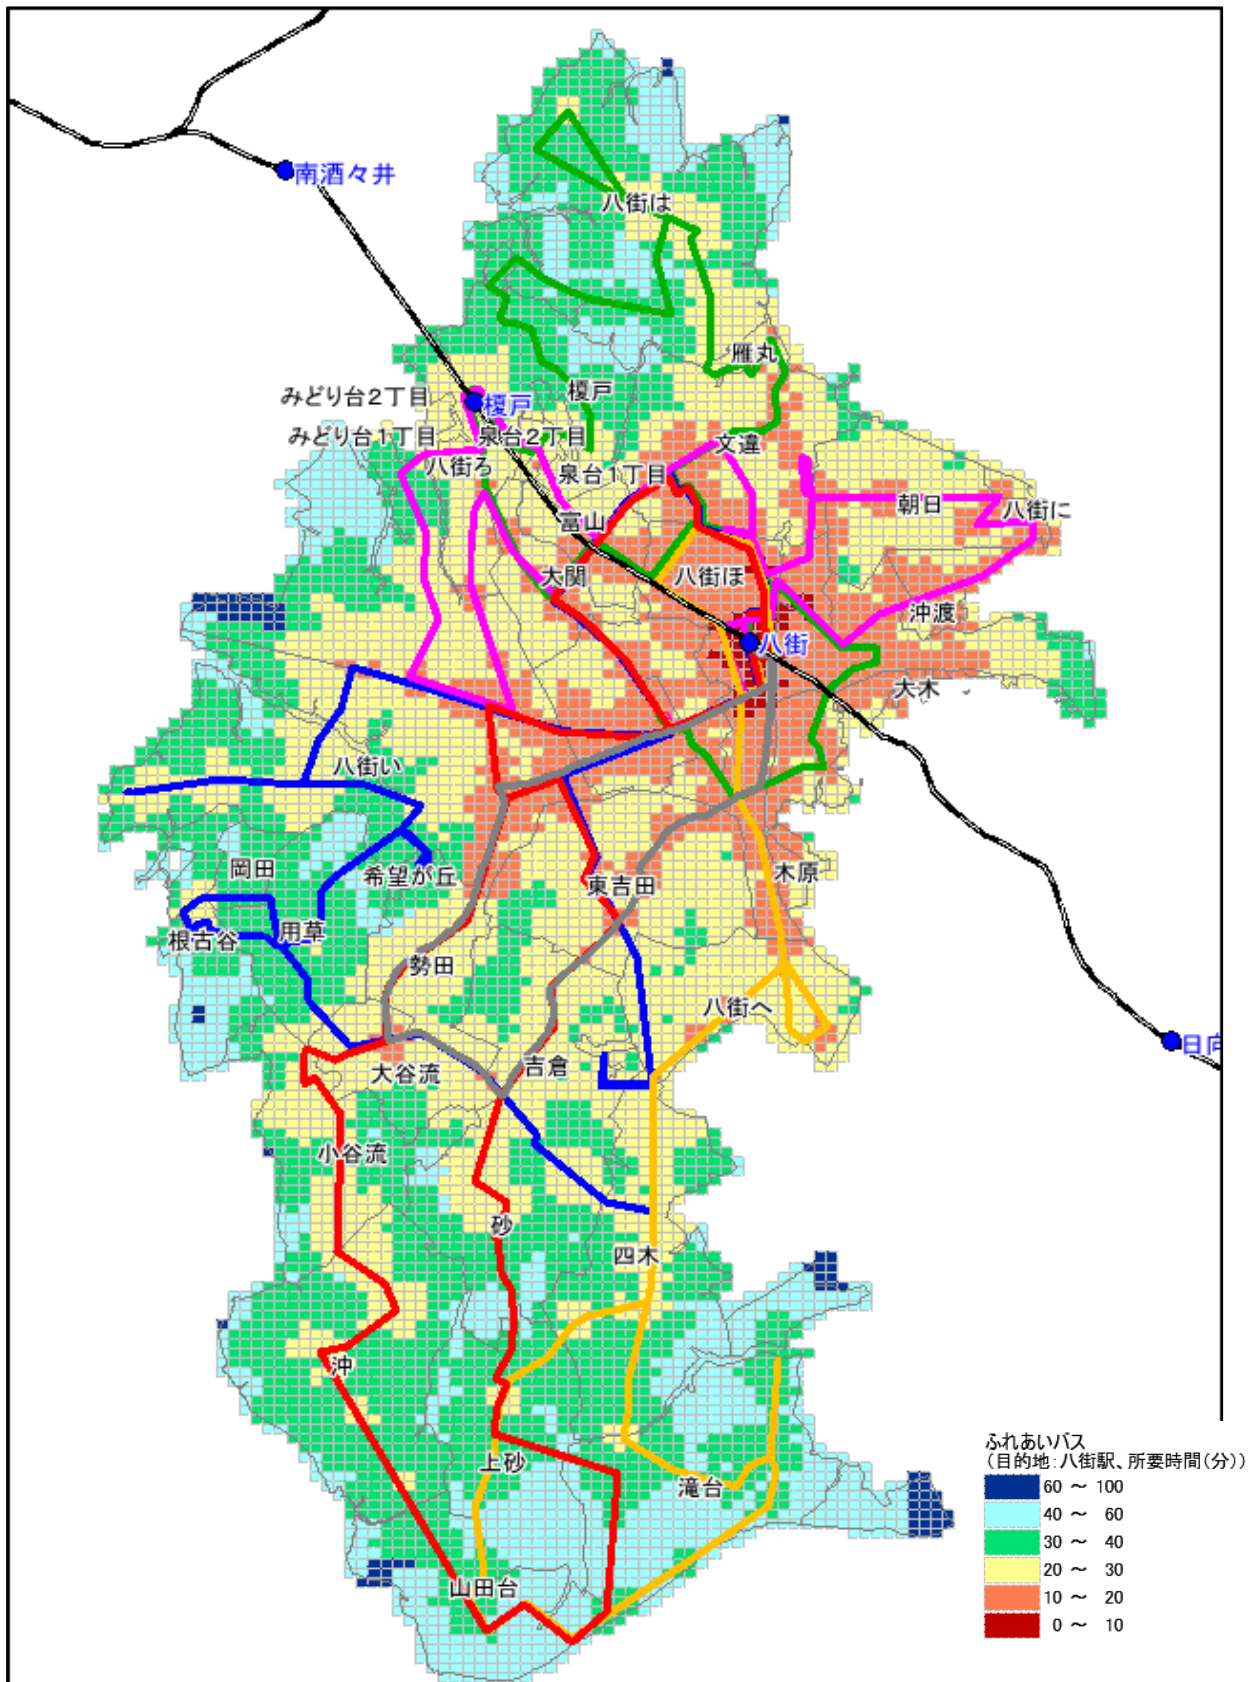 南酒々井
八街は
雁丸
みどり台2丁目
榎戸
榎戸
みどり台1丁目
泉台2丁目
文違
八街ろ
泉台1丁目
朝日
八街に
富山
大関
八街ほ
沖渡
八街
大木
八街い
岡田
希望が丘
東吉田
木原
根古谷
用草
勢田
八街へ
日向
大谷流
吉倉
小谷流
砂
四木
沖
上砂
滝台
山田台
ふれあいバス
(目的地:八街駅、所要時間(分))
60 ～ 100
40 ～ 60
30 ～ 40
20 ～ 30
10 ～ 20
0 ～ 10